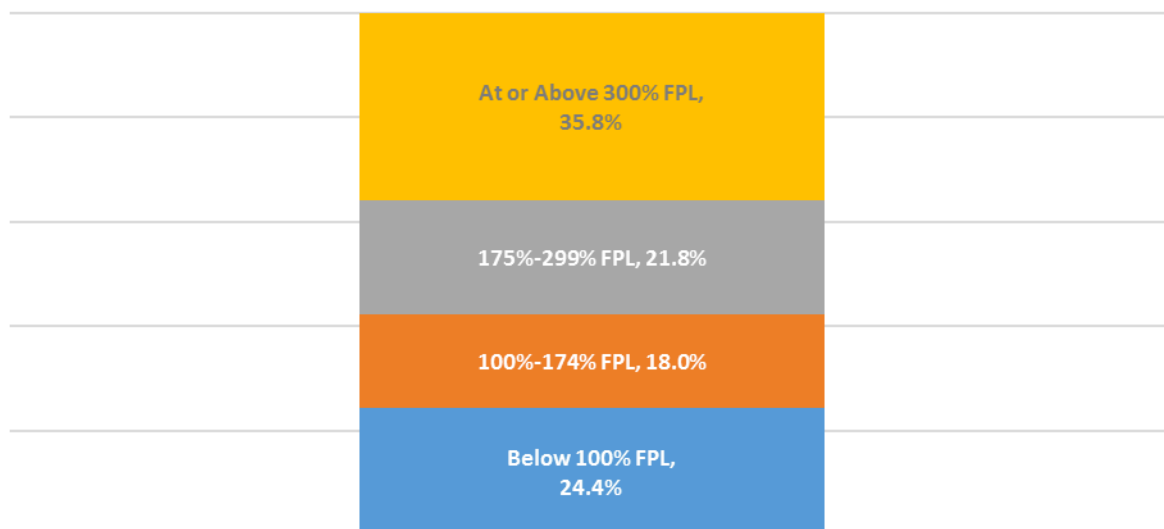 At or Above 300% FPL,
35.8%
175%-299% FPL, 21.8%
100%-174% FPL, 18.0%
Below 100% FPL,
24.4%